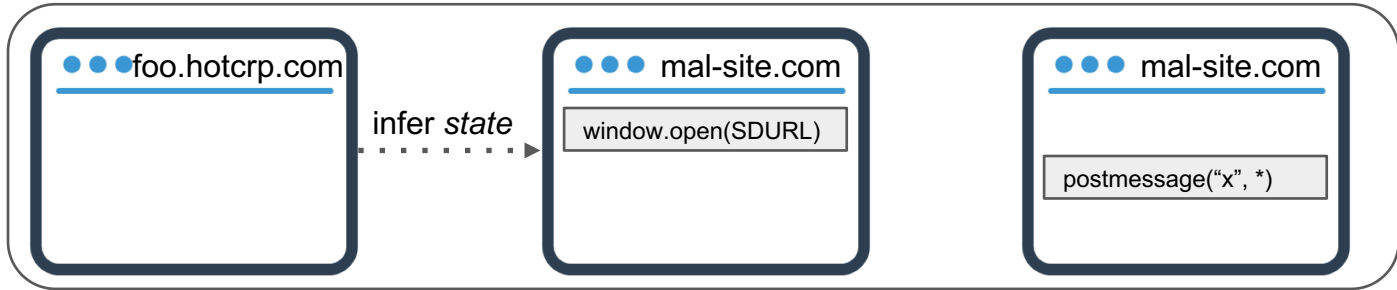 foo.hotcrp.com
infer state
mal-site.com
window.open(SDURL)
mal-site.com
postmessage(“x”, *)